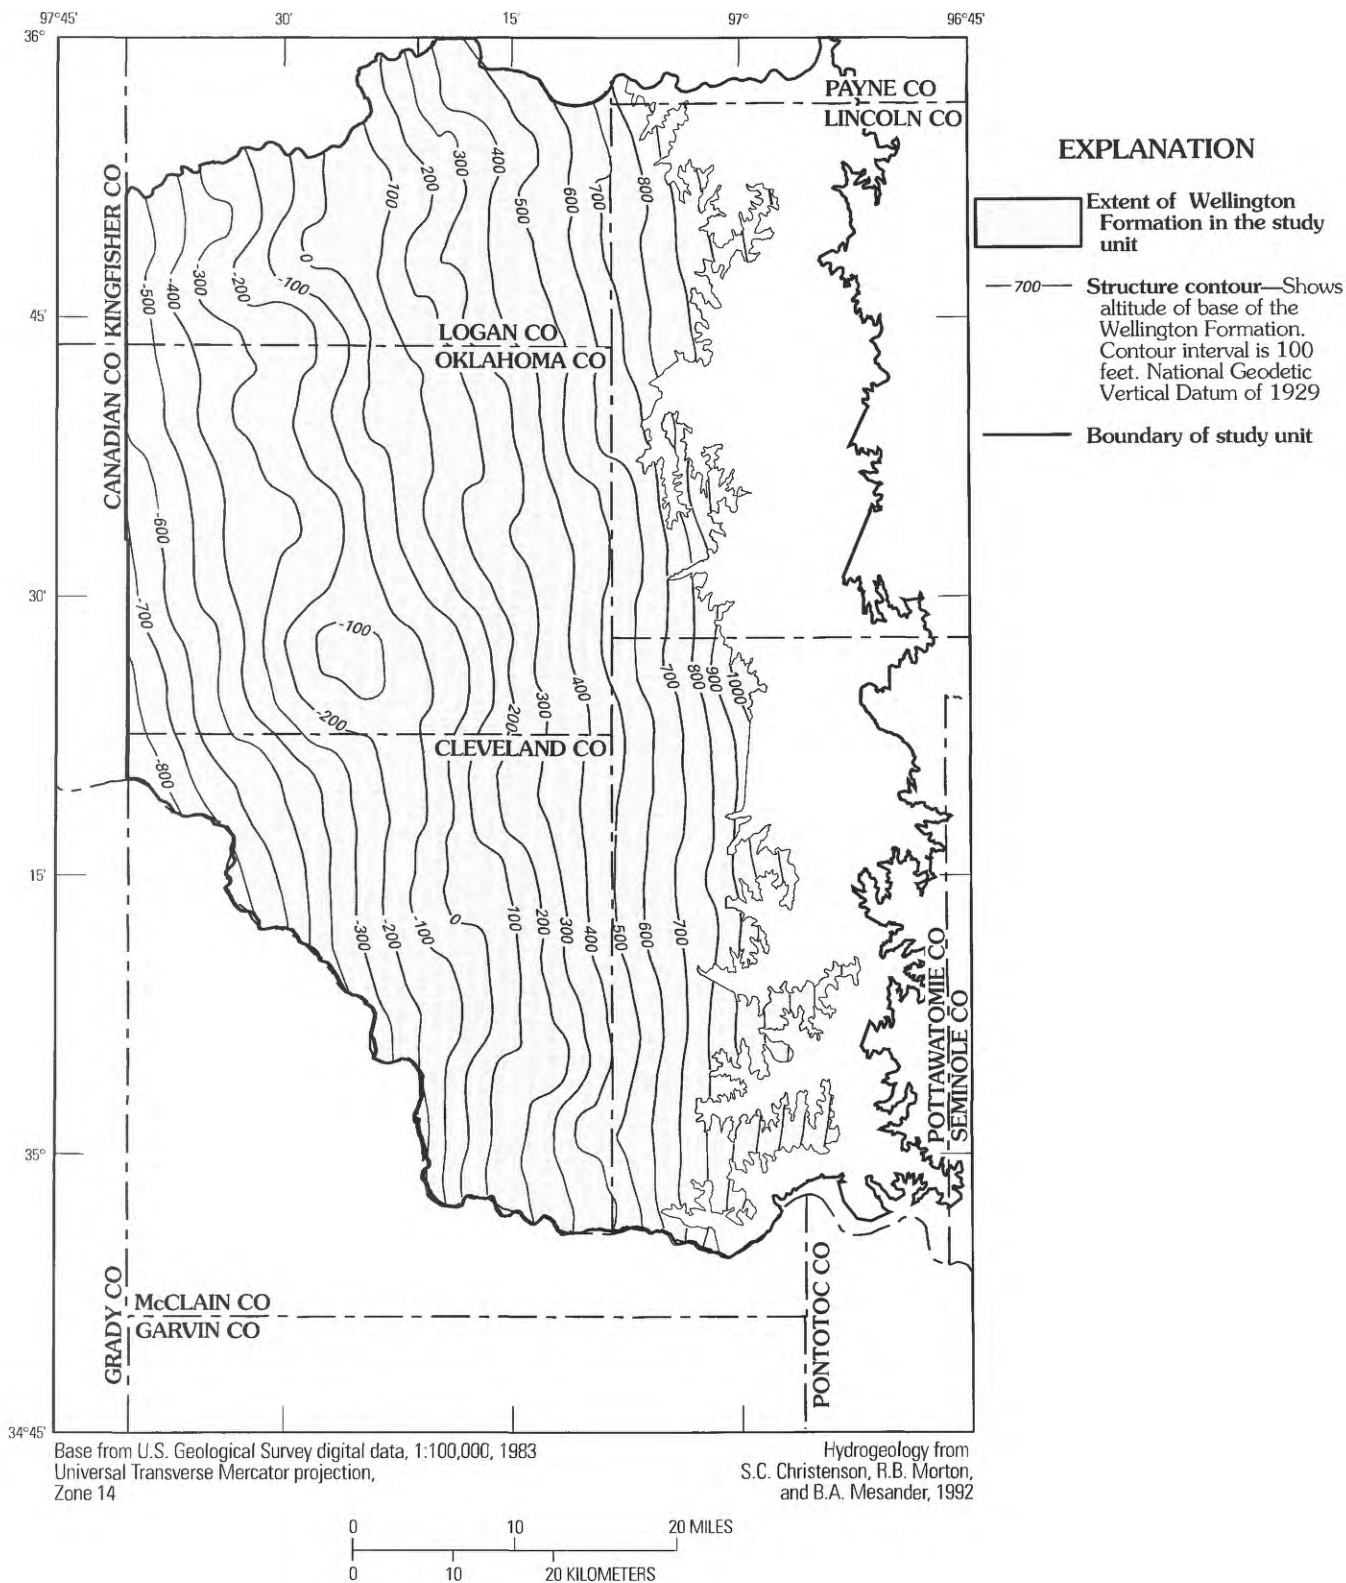 97°45' 30' 15' 97° 96°45'
36°
PAYNE CO
LINCOLN CO
EXPLANATION
Extent of Wellington
Formation in the study
unit
—700— Structure contour—Shows
altitude of base of the
Wellington Formation.
Contour interval is 100
feet. National Geodetic
Vertical Datum of 1929
Boundary of study unit
CANADIAN CO
KINGFISHER CO
100
200
300
400
500
600
700
800
0
-100
-200
-300
-400
-500
45'
LOGAN CO
OKLAHOMA CO
-600
30'
-700
-100
-200
-800
200
300
400
700
800
900
1000
CLEVELAND CO
15'
-300
-200
-100
0
100
200
300
400
500
600
700
POTTAWATOMIE CO
SEMINOLE CO
35°
GRADY CO
McCLAIN CO
GARVIN CO
PONTOTOC CO
34°45'
Base from U.S. Geological Survey digital data, 1:100,000, 1983
Universal Transverse Mercator projection,
Zone 14
Hydrogeology from
S.C. Christenson, R.B. Morton,
and B.A. Mesander, 1992
0 10 20 MILES
0 10 20 KILOMETERS